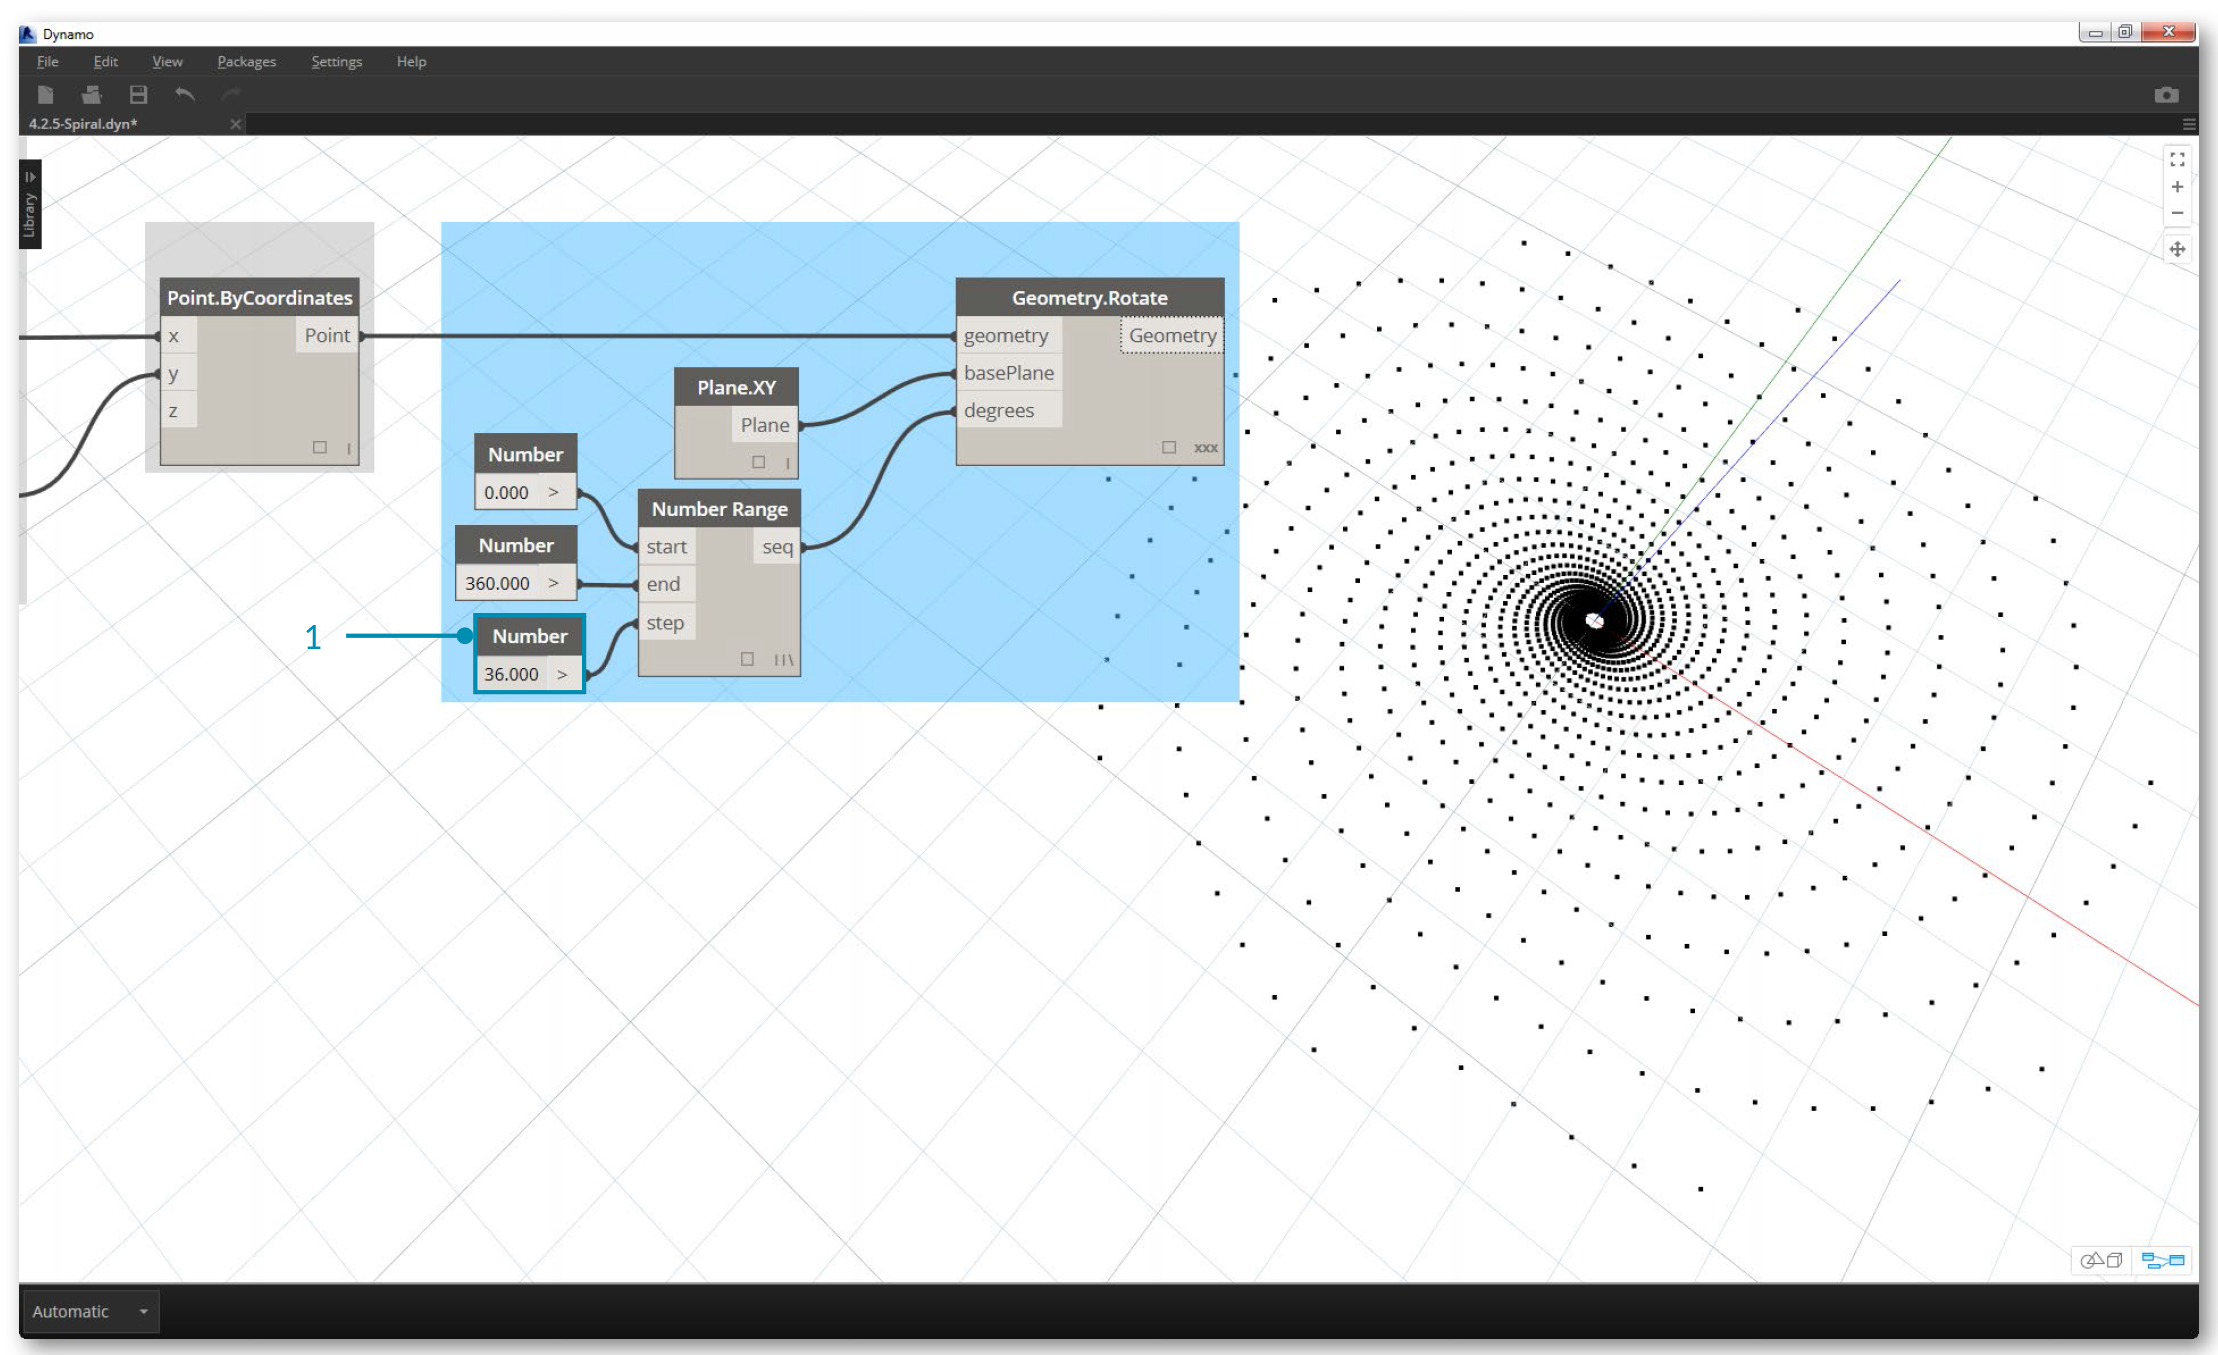 Dynamo
File Edit View Packages Settings Help
4.2.5-Spiral.dyn*
Library
Point.ByCoordinates
x Point
y
z
Geometry.Rotate
geometry Geometry
basePlane
degrees
xxx
Plane.XY
Plane
Number
0.000 >
Number
360.000 >
1
Number
36.000 >
Number Range
start seq
end
step
Automatic